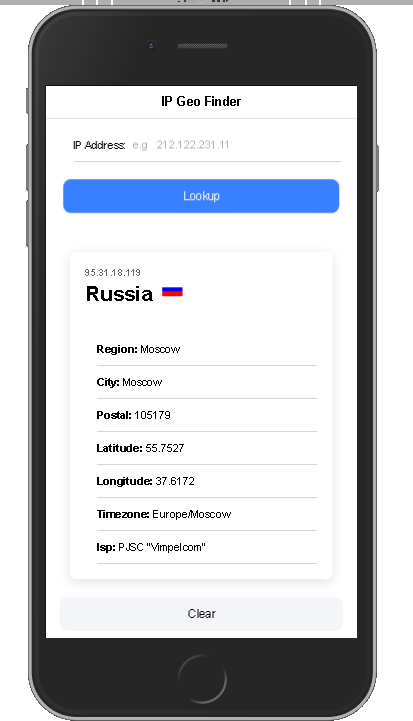 IP Geo Finder
IP Address: e.g 212.122.231.11
Lookup
95.31.18.119
Russia
Region: Moscow
City: Moscow
Postal: 105179
Latitude: 55.7527
Longitude: 37.6172
Timezone: Europe/Moscow
Isp: PJSC "Vimpelcom"
Clear